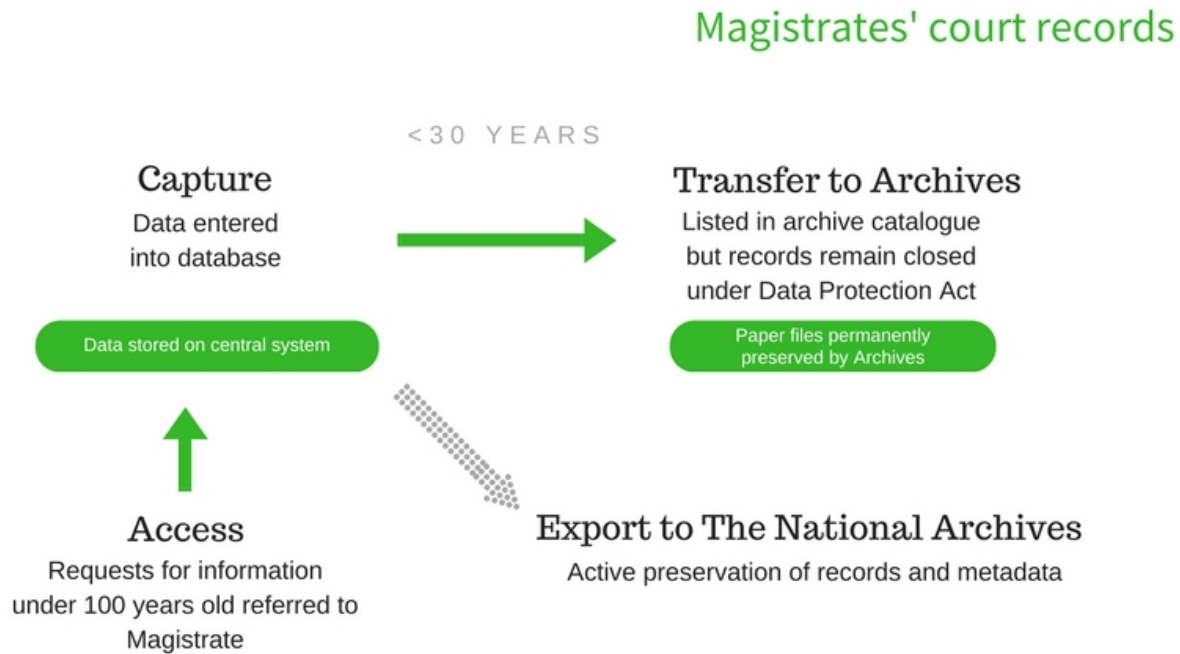 Magistrates' court records
<30 YEARS
Capture
Data entered
into database
Data stored on central system
Transfer to Archives
Listed in archive catalogue
but records remain closed
under Data Protection Act
Paper files permanently
preserved by Archives
Access
Requests for information
under 100 years old referred to
Magistrate
Export to The National Archives
Active preservation of records and metadata